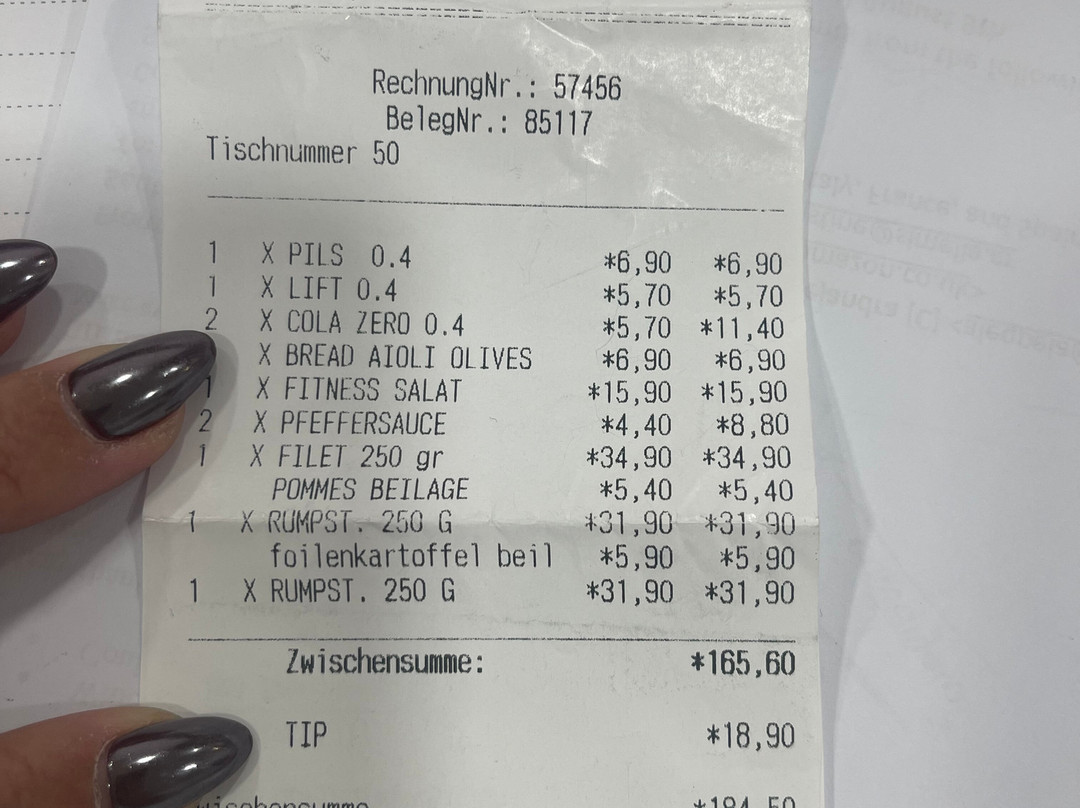 RechnungNr.: 57456
BelegNr.: 85117
Tischnummer 50
1 X PILS 0.4 *6,90 *6,90
1 X LIFT 0.4 *5,70 *5,70
2 X COLA ZERO 0.4 *5,70 *11,40
X BREAD AIOLI OLIVES *6,90 *6,90
1 X FITNESS SALAT *15,90 *15,90
2 X PFEFFERSAUCE *4,40 *8,80
1 X FILET 250 gr *34,90 *34,90
POMMES BEILAGE *5,40 *5,40
1 X RUMPST. 250 G *31,90 *31,90
foilenkartoffel beil *5,90 *5,90
1 X RUMPST. 250 G *31,90 *31,90
Zwischensumme: *165,60
TIP *18,90
*184,50